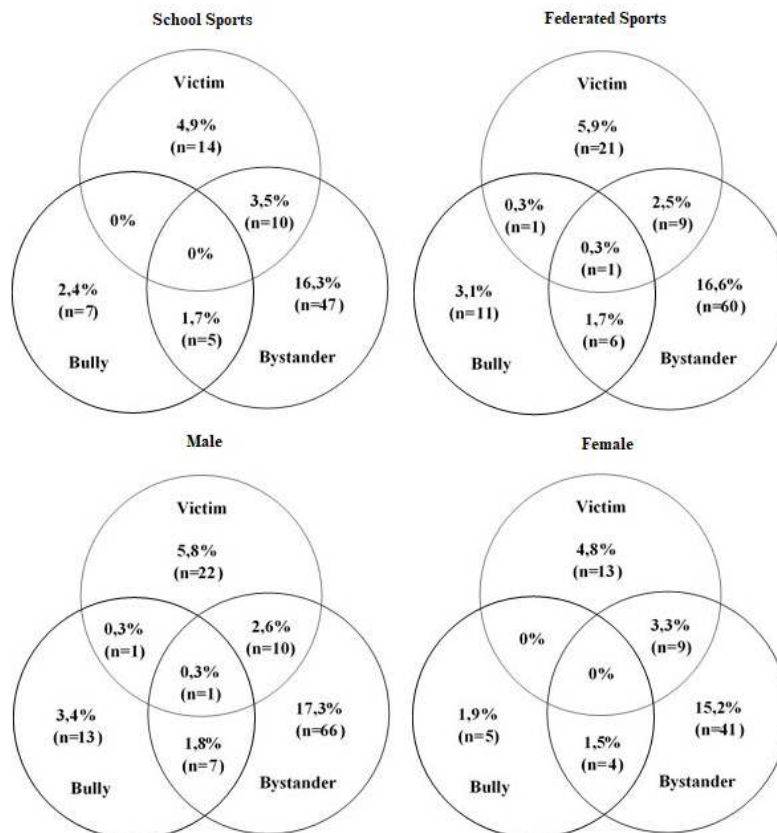 School Sports
Victim
4,9%
(n=14)
0%
3,5%
(n=10)
0%
2,4%
(n=7)
16,3%
(n=47)
1,7%
(n=5)
Bully
Bystander
Federated Sports
Victim
5,9%
(n=21)
0,3%
(n=1)
2,5%
(n=9)
0,3%
(n=1)
3,1%
(n=11)
16,6%
(n=60)
1,7%
(n=6)
Bully
Bystander
Male
Victim
5,8%
(n=22)
0,3%
(n=1)
2,6%
(n=10)
0,3%
(n=1)
3,4%
(n=13)
17,3%
(n=66)
1,8%
(n=7)
Bully
Bystander
Female
Victim
4,8%
(n=13)
0%
3,3%
(n=9)
0%
1,9%
(n=5)
15,2%
(n=41)
1,5%
(n=4)
Bully
Bystander